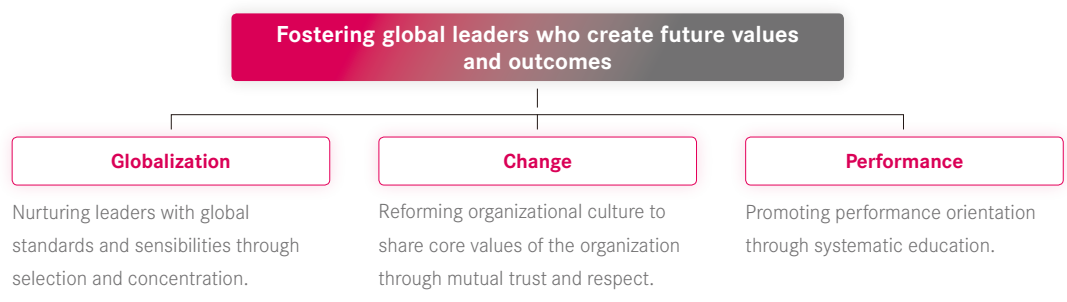 Fostering global leaders who create future values
and outcomes
Globalization
Nurturing leaders with global
standards and sensibilities through
selection and concentration.
Change
Reforming organizational culture to
share core values of the organization
through mutual trust and respect.
Performance
Promoting performance orientation
through systematic education.